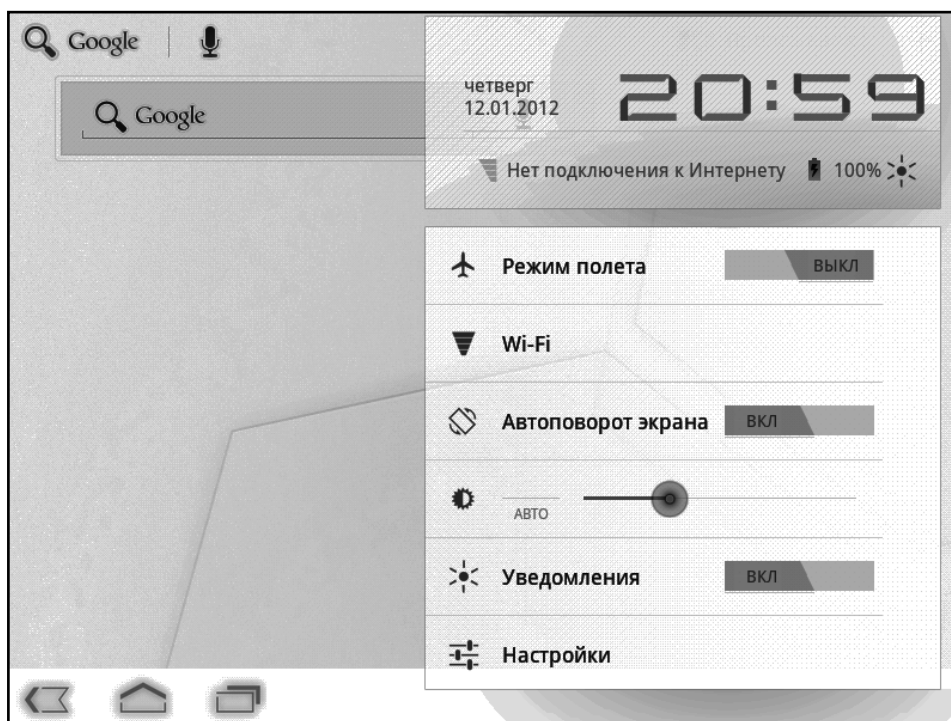 Google
Google
четверг
12.01.2012
20:59
Нет подключения к Интернету 100%
Режим полета ВЫКЛ
Wi-Fi
Автоповорот экрана ВКЛ
АВТО
Уведомления ВКЛ
Настройки